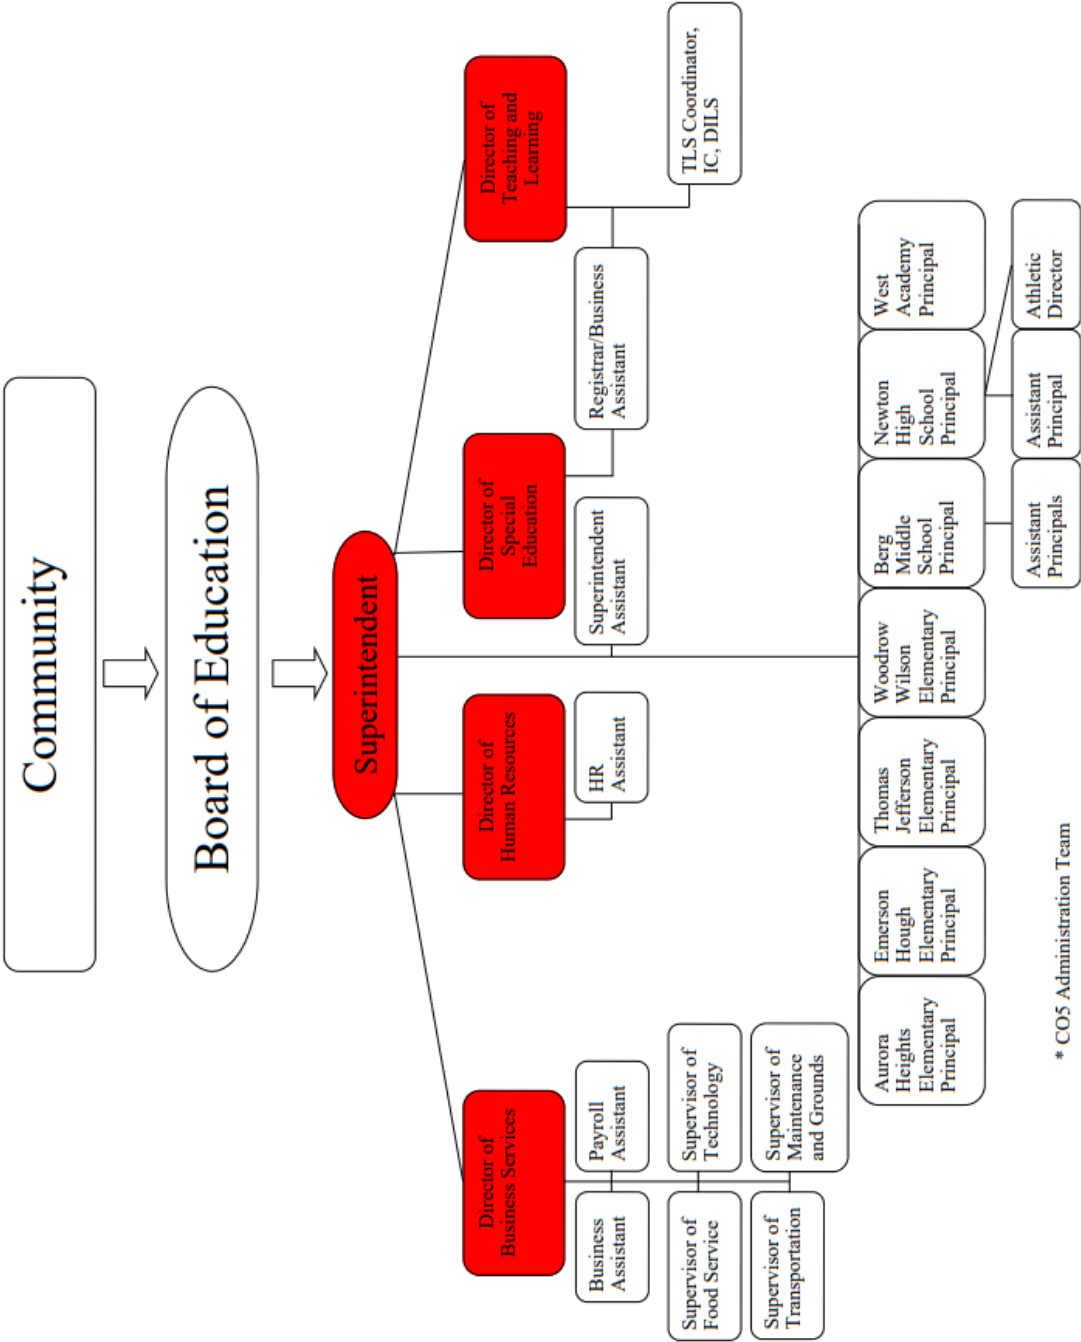 Community
Board of Education
Superintendent
Director of
Business Services
Director of
Human Resources
Director of
Special
Education
Director of
Teaching and
Learning
Business
Assistant
Payroll
Assistant
HR
Assistant
Superintendent
Assistant
Registrar/Business
Assistant
Supervisor of
Food Service
Supervisor of
Technology
TLS Coordinator,
IC, DILS
Supervisor of
Transportation
Supervisor of
Maintenance
and Grounds
Aurora
Heights
Elementary
Principal
Emerson
Hough
Elementary
Principal
Thomas
Jefferson
Elementary
Principal
Woodrow
Wilson
Elementary
Principal
Berg
Middle
School
Principal
Newton
High
School
Principal
West
Academy
Principal
Assistant
Principals
Assistant
Principal
Athletic
Director
* CO5 Administration Team